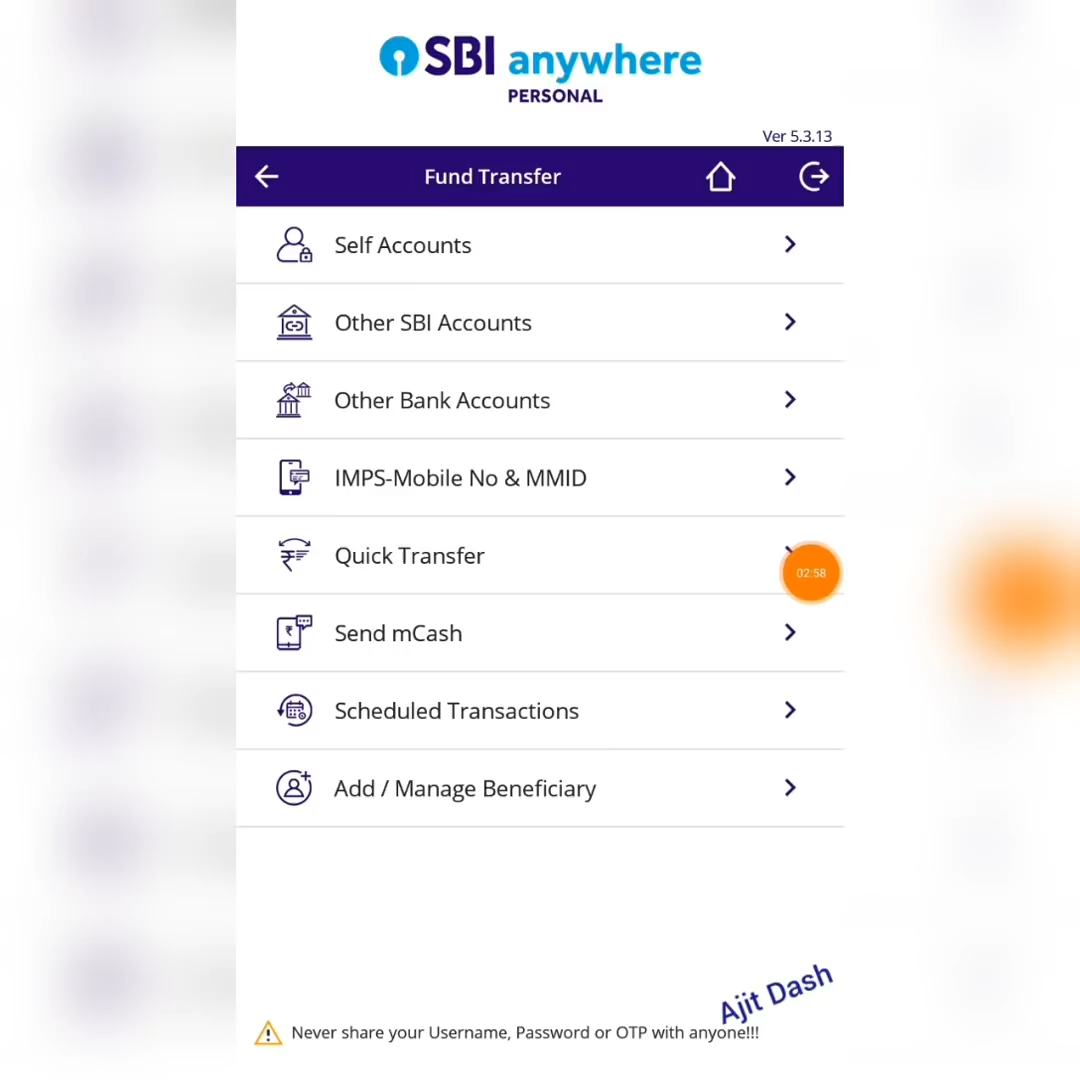 SBI anywhere
PERSONAL
Ver 5.3.13
Fund Transfer
Self Accounts
Other SBI Accounts
Other Bank Accounts
IMPS-Mobile No & MMID
Quick Transfer
02:58
Send mCash
Scheduled Transactions
Add / Manage Beneficiary
Ajit Dash
Never share your Username, Password or OTP with anyone!!!